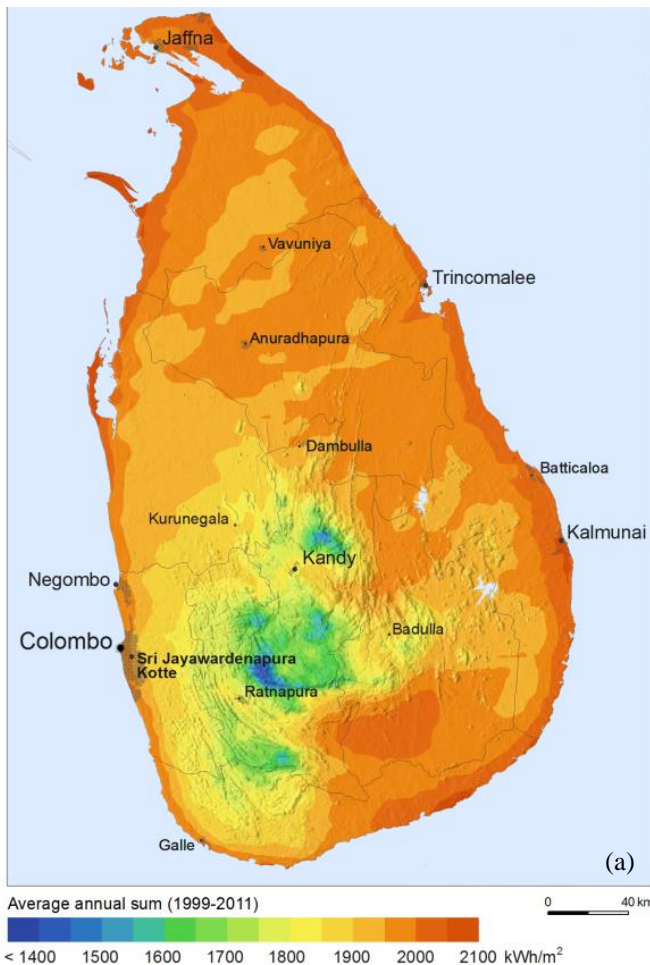 Jaffna
Vavuniya
Trincomalee
Anuradhapura
Dambulla
Batticaloa
Kurunegala
Kalmunai
Kandy
Negombo
Badulla
Colombo
Sri Jayawardenapura
Kotte
Ratnapura
Galle
(a)
Average annual sum (1999-2011)
0 40 km
< 1400 1500 1600 1700 1800 1900 2000 2100 kWh/m²